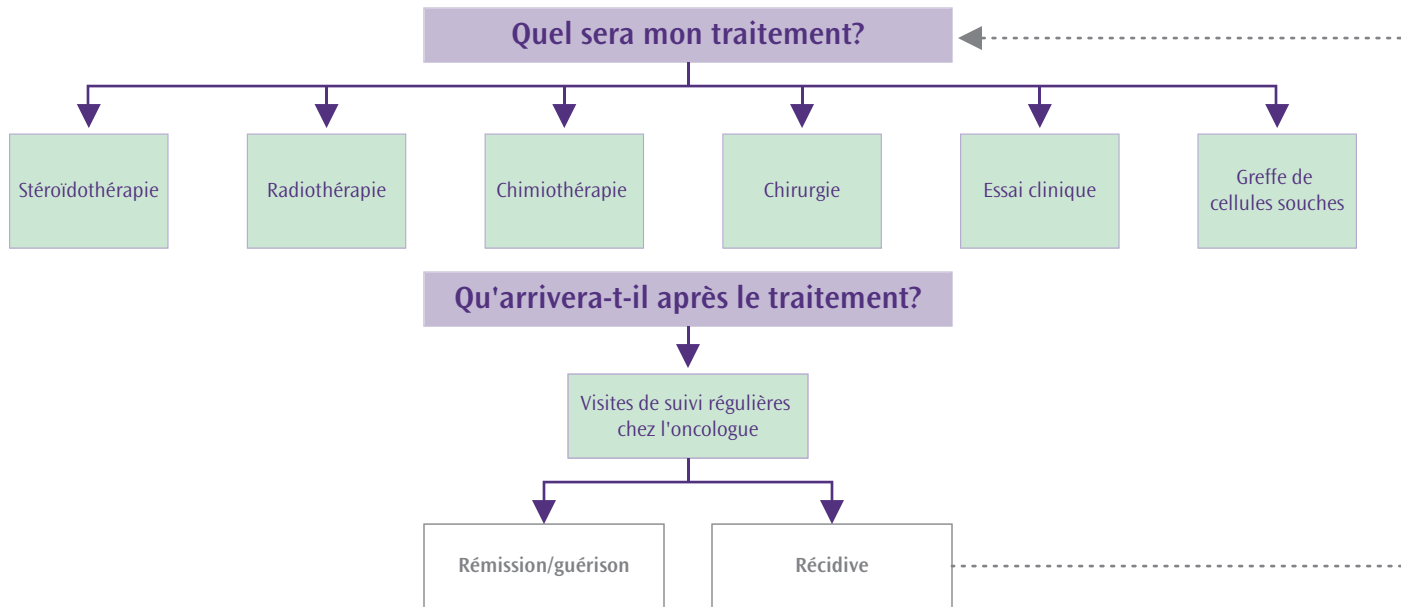 Quel sera mon traitement?
Stéroïdothérapie
Radiothérapie
Chimiothérapie
Chirurgie
Essai clinique
Greffe de
cellules souches
Qu'arrivera-t-il après le traitement?
Visites de suivi régulières
chez l'oncologue
Rémission/guérison
Récidive